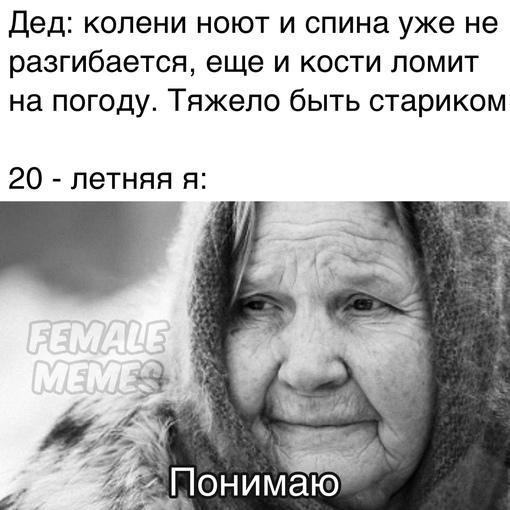 Дед: колени ноют и спина уже не
разгибается, еще и кости ломит
на погоду. Тяжело быть стариком
20 - летняя я:
FEMALE
MEMES
Понимаю